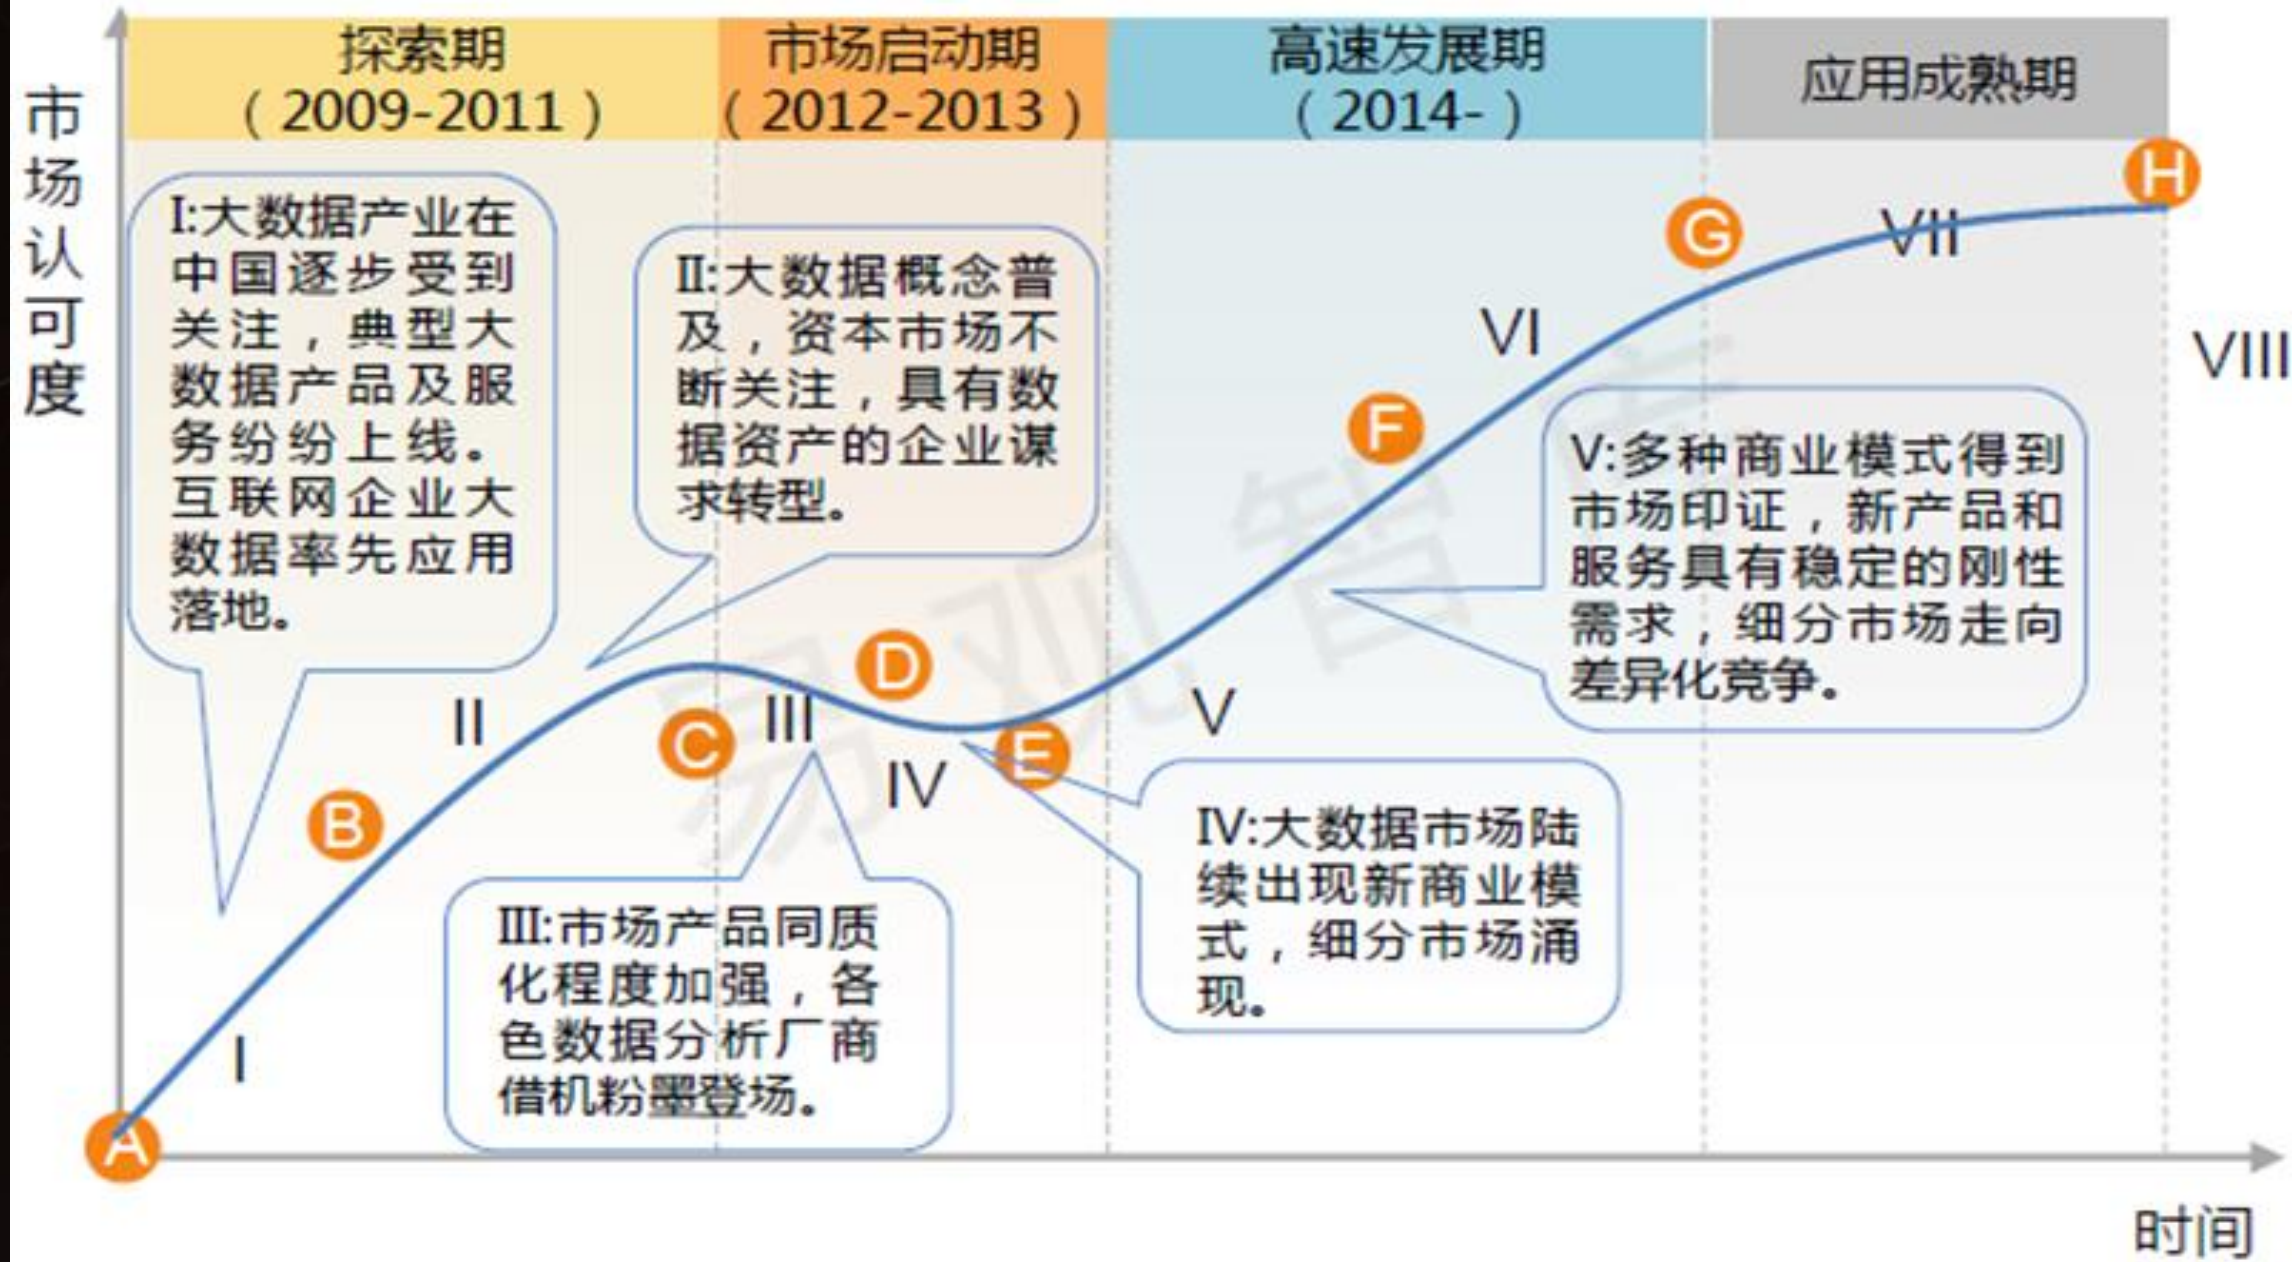 探索期
（2009-2011）
市场启动期
（2012-2013）
高速发展期
（2014-）
应用成熟期
市场认可度
I:大数据产业在
中国逐步受到
关注，典型大
数据产品及服
务纷纷上线。
互联网企业大
数据率先应用
落地。
II:大数据概念普
及，资本市场不
断关注，具有数
据资产的企业谋
求转型。
H
G
VII
VI
VIII
F
V:多种商业模式得到
市场印证，新产品和
服务具有稳定的刚性
需求，细分市场走向
差异化竞争。
D
II
C
III
E
V
B
IV
IV:大数据市场陆
续出现新商业模
式，细分市场涌
现。
III:市场产品同质
化程度加强，各
色数据分析厂商
借机粉墨登场。
I
A
时间
易观智库